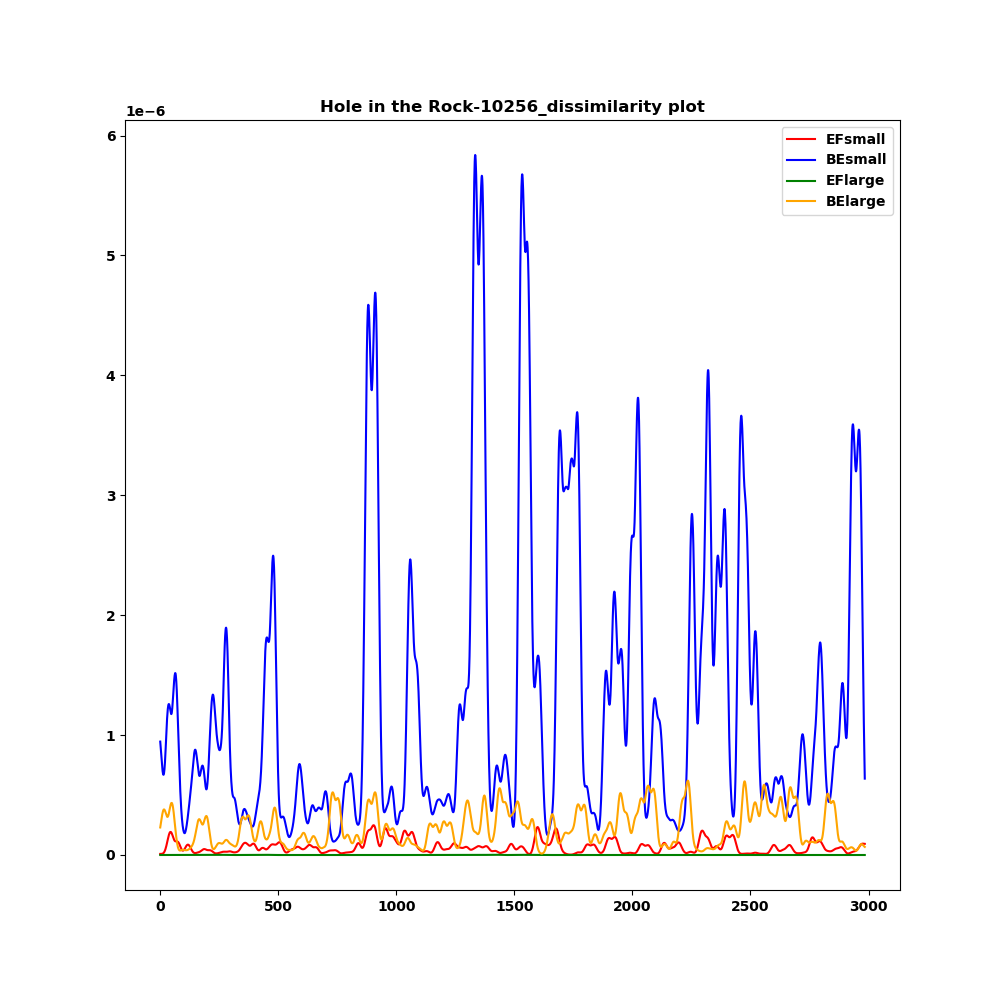 Hole in the Rock-10256_dissimilarity plot
1e−6
EFsmall
BEsmall
EFlarge
BElarge
6
5
4
3
2
1
0
0 500 1000 1500 2000 2500 3000